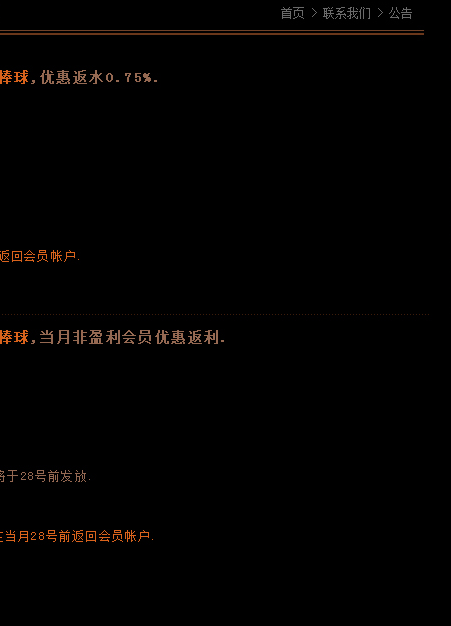 首页 > 联系我们 > 公告
棒球,优惠返水0.75%.
返回会员帐户.
棒球,当月非盈利会员优惠返利.
将于28号前发放.
在当月28号前返回会员帐户.